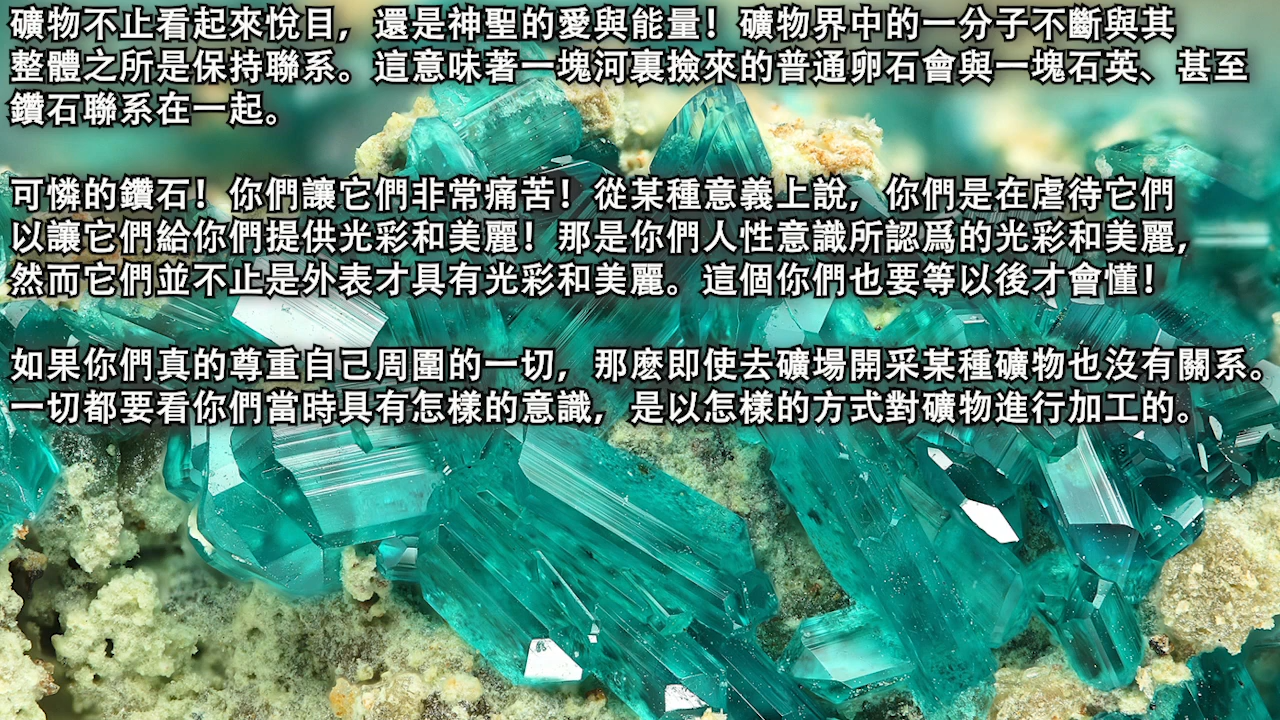 礦物不止看起來悅目，還是神聖的愛與能量！礦物界中的一分子不斷與其
整體之所是保持聯系。這意味著一塊河裏撿來的普通卵石會與一塊石英、甚至
鑽石聯系在一起。
可憐的鑽石！你們讓它們非常痛苦！從某種意義上說，你們是在虐待它們
以讓它們給你們提供光彩和美麗！那是你們人性意識所認爲的光彩和美麗，
然而它們並不止是外表才具有光彩和美麗。這個你們也要等以後才會懂！
如果你們真的尊重自己周圍的一切，那麽即使去礦場開采某種礦物也沒有關系。
一切都要看你們當時具有怎樣的意識，是以怎樣的方式對礦物進行加工的。